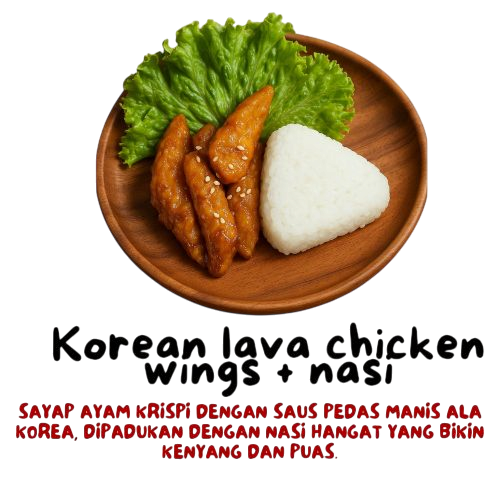 Korean lava chicken
wings + nasi
SAYAP AYAM KRISPI DENGAN SAUS PEDAS MANIS ALA
KOREA, DIPADUKAN DENGAN NASI HANGAT YANG BIKIN
KENYANG DAN PUAS.